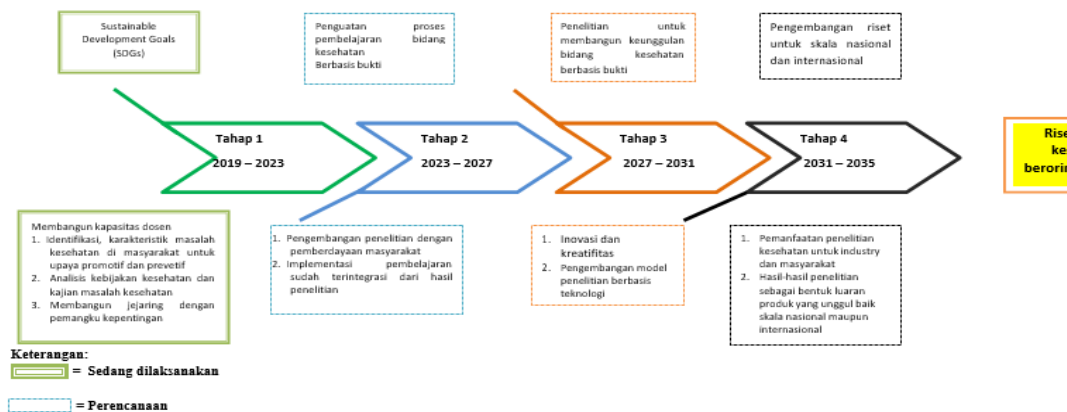 Sustainable
Development Goals
(SDGs)
Penguatan proses
pembelajaran bidang
kesehatan
Berbasis bukti
Penelitian untuk
membangun keunggulan
bidang kesehatan
berbasis bukti
Pengembangan riset
untuk skala nasional
dan internasional
Tahap 1
2019 – 2023
Tahap 2
2023 – 2027
Tahap 3
2027 – 2031
Tahap 4
2031 – 2035
Membangun kapasitas dosen
1. Identifikasi, karakteristik masalah
kesehatan di masyarakat untuk
upaya promotif dan prevetif
2. Analisis kebijakan kesehatan dan
kajian masalah kesehatan
3. Membangun jejaring dengan
pemangku kepentingan
1. Pengembangan penelitian dengan
pemberdayaan masyarakat
2. Implementasi pembelajaran
sudah terintegrasi dari hasil
penelitian
1. Inovasi dan
kreatifitas
2. Pengembangan model
penelitian berbasis
teknologi
1. Pemanfaatan penelitian
kesehatan untuk industry
dan masyarakat
2. Hasil-hasil penelitian
sebagai bentuk luaran
produk yang unggul baik
skala nasional maupun
internasional
Keterangan:
= Sedang dilaksanakan
= Perencanaan